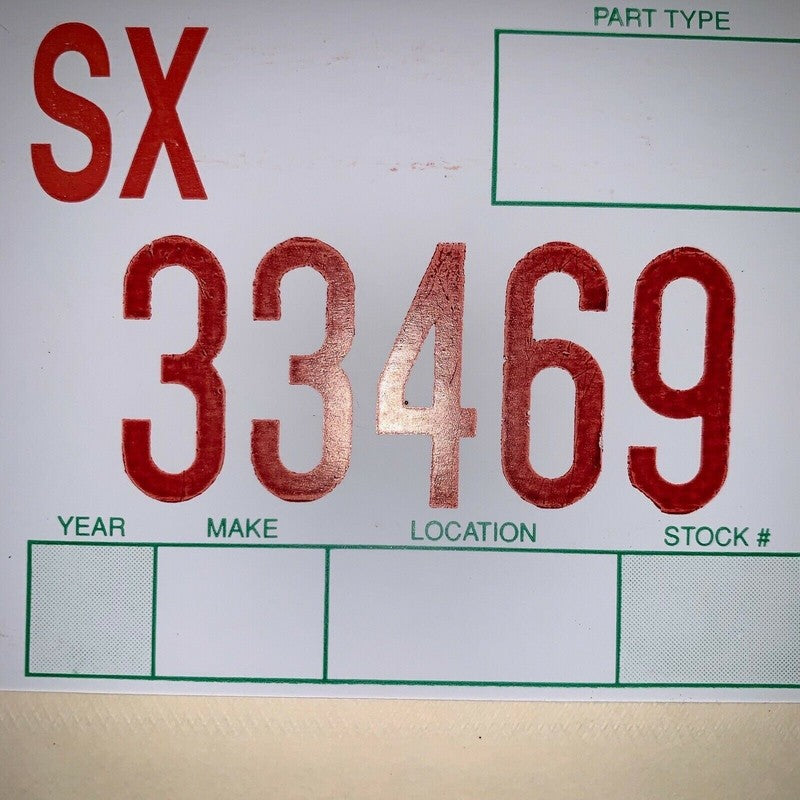 SX
PART TYPE
33469
YEAR MAKE LOCATION STOCK #